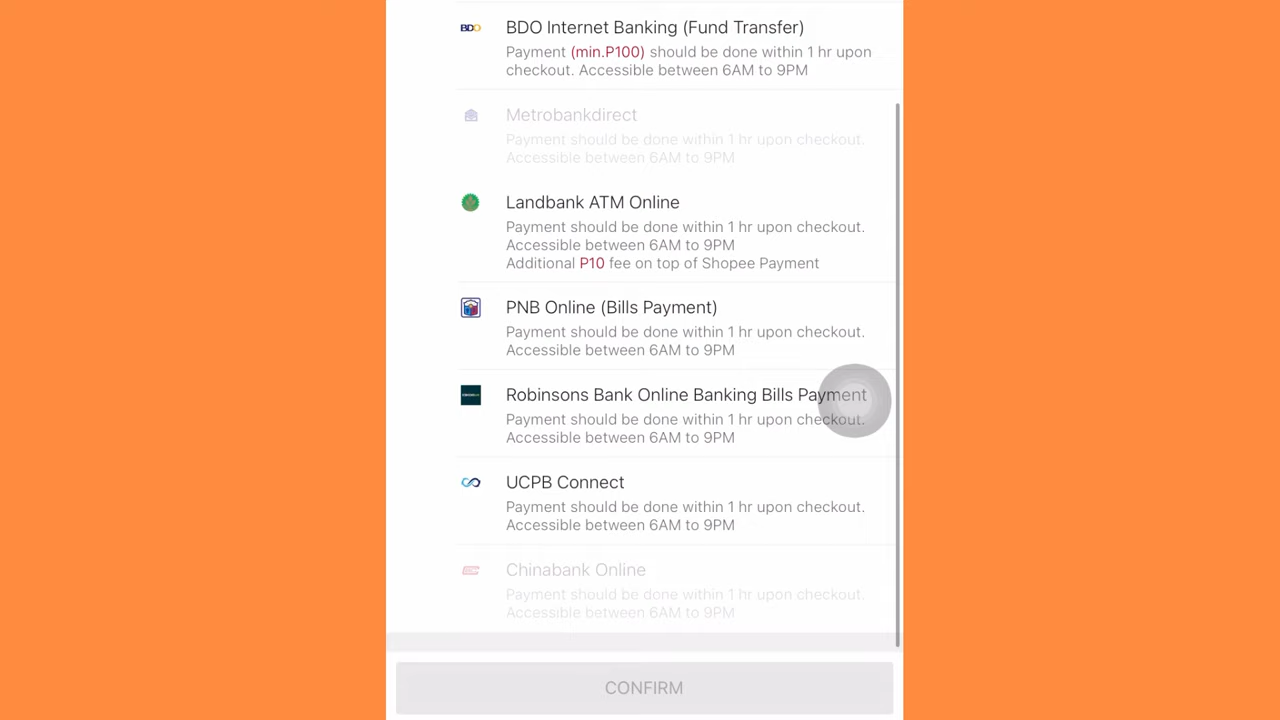 BDO
BDO Internet Banking (Fund Transfer)
Payment (min.P100) should be done within 1 hr upon
checkout. Accessible between 6AM to 9PM
Metrobankdirect
Payment should be done within 1 hr upon checkout.
Accessible between 6AM to 9PM
Landbank ATM Online
Payment should be done within 1 hr upon checkout.
Accessible between 6AM to 9PM
Additional P10 fee on top of Shopee Payment
PNB Online (Bills Payment)
Payment should be done within 1 hr upon checkout.
Accessible between 6AM to 9PM
Robinsons Bank Online Banking Bills Payment
Payment should be done within 1 hr upon checkout.
Accessible between 6AM to 9PM
UCPB Connect
Payment should be done within 1 hr upon checkout.
Accessible between 6AM to 9PM
Chinabank Online
Payment should be done within 1 hr upon checkout.
Accessible between 6AM to 9PM
CONFIRM